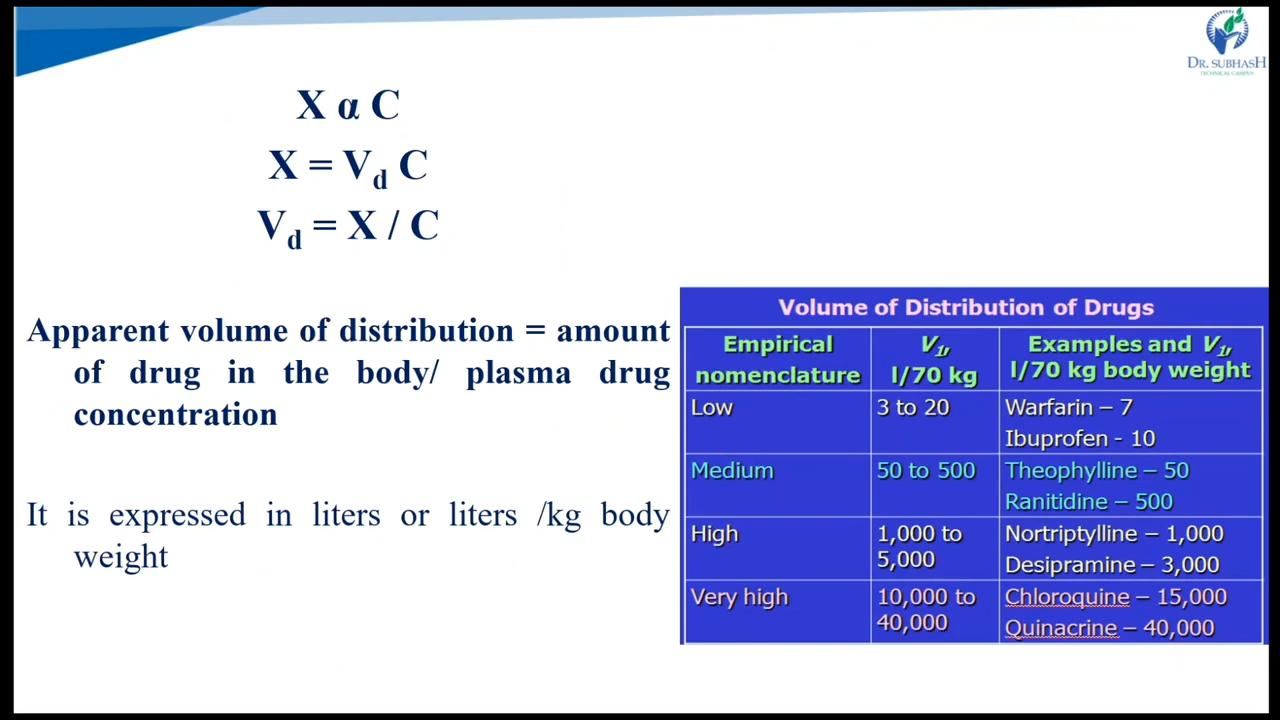 DR. SUBHASH
TECHNICAL CAMPUS
X α C
X = Vd C
Vd = X / C
Apparent volume of distribution = amount
of drug in the body/ plasma drug
concentration
It is expressed in liters or liters /kg body
weight
Volume of Distribution of Drugs
Empirical nomenclature | V1, l/70 kg | Examples and V1, l/70 kg body weight
Low | 3 to 20 | Warfarin – 7
Ibuprofen - 10
Medium | 50 to 500 | Theophylline – 50
Ranitidine – 500
High | 1,000 to 5,000 | Nortriptylline – 1,000
Desipramine – 3,000
Very high | 10,000 to 40,000 | Chloroquine – 15,000
Quinacrine – 40,000